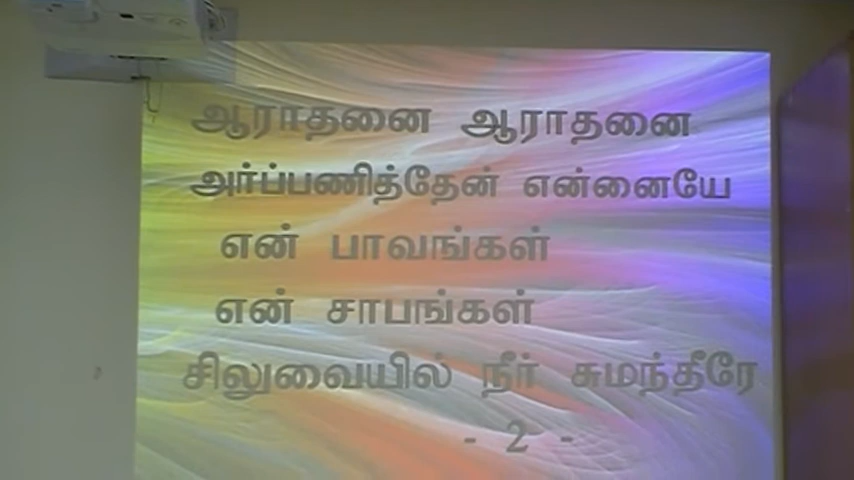 ஆராதனை ஆராதனை
அர்ப்பணித்தேன் என்னையே
என் பாவங்கள்
என் சாபங்கள்
சிலுவையில் நீர் சுமந்தீரே
- 2 -